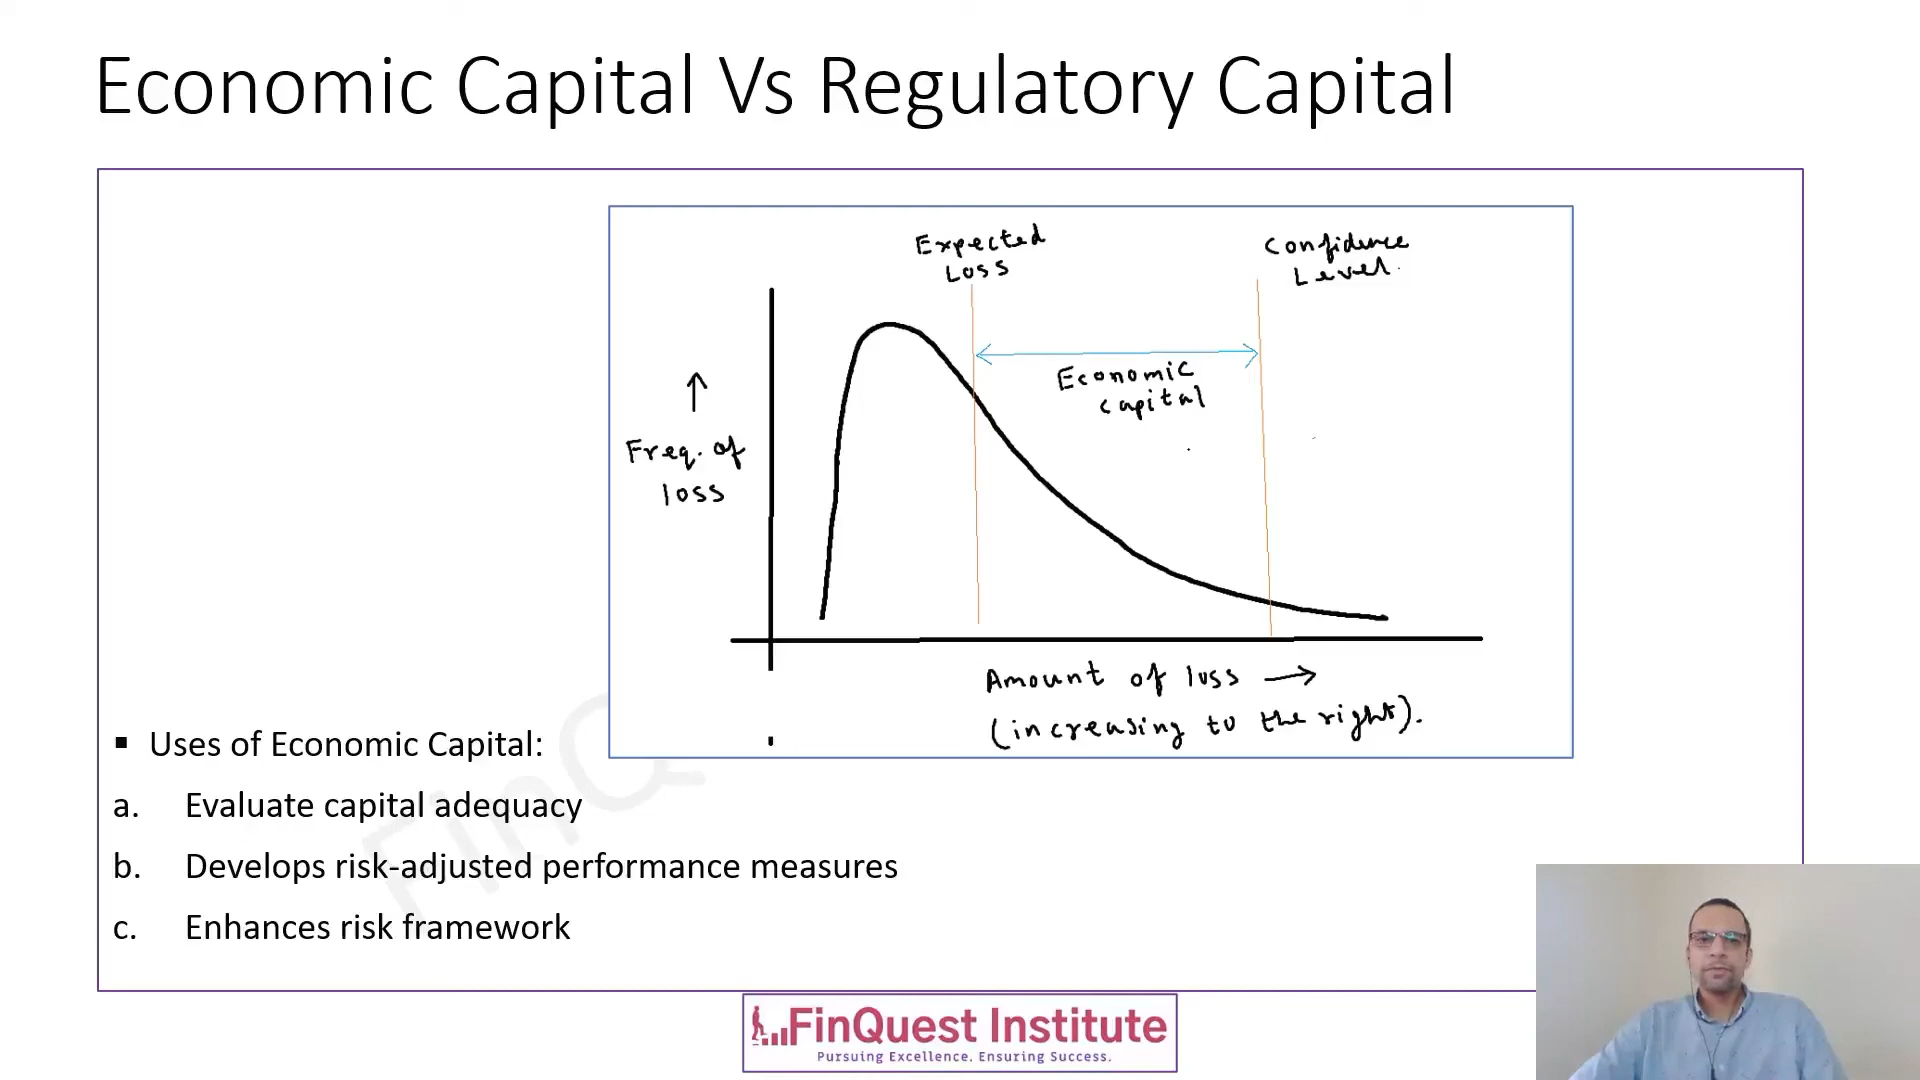 Economic Capital Vs Regulatory Capital
Expected
Loss
Confidence
Level.
Economic
capital
↑
Freq. of
loss
Amount of loss →
(increasing to the right).
▪ Uses of Economic Capital:
a. Evaluate capital adequacy
b. Develops risk-adjusted performance measures
c. Enhances risk framework
FinQ
FinQuest Institute
Pursuing Excellence. Ensuring Success.